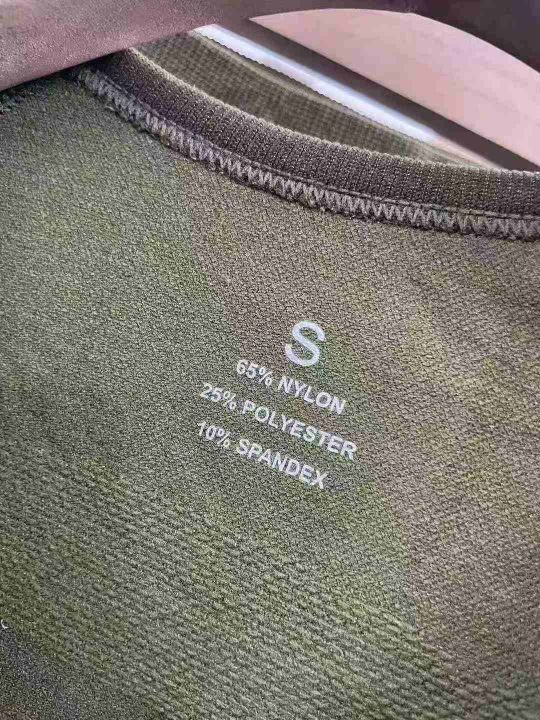 S
65% NYLON
25% POLYESTER
10% SPANDEX